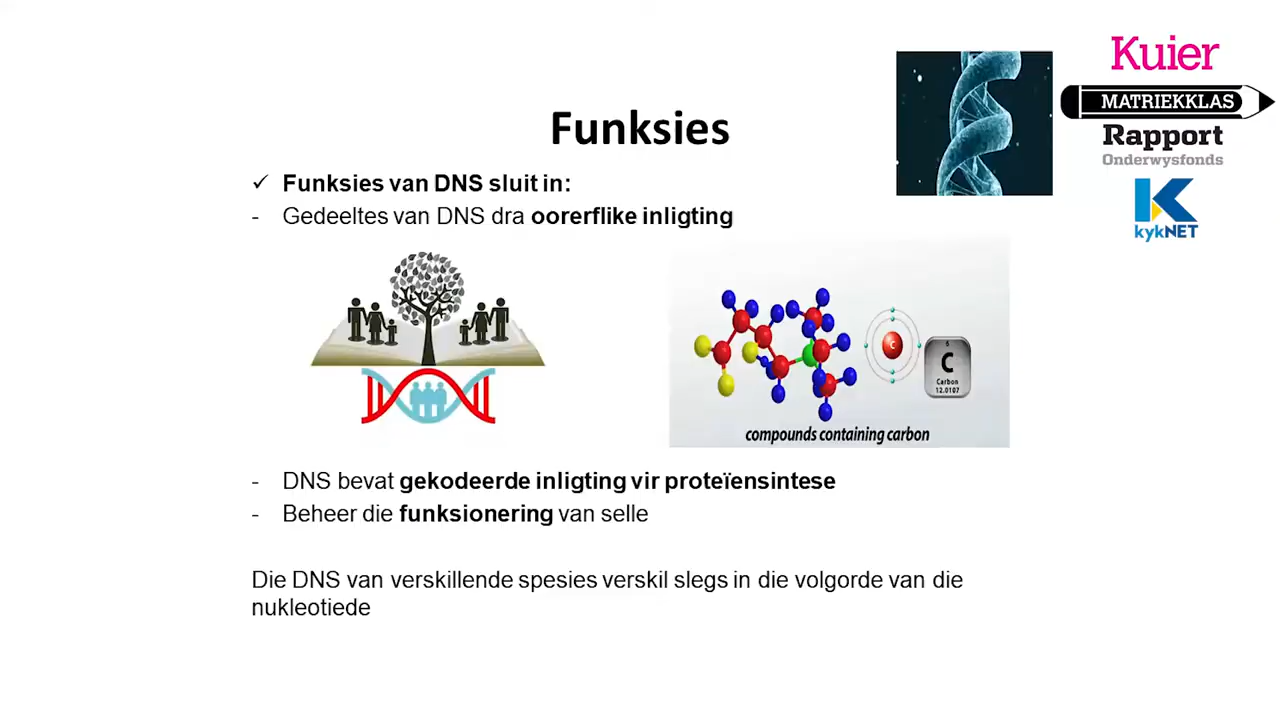 Kuier
MATRIEKKLAS
Rapport
Onderwysfonds
kykNET
Funksies
✓ Funksies van DNS sluit in:
- Gedeeltes van DNS dra oorerflike inligting
C
6
C
Carbon
12.0107
compounds containing carbon
- DNS bevat gekodeerde inligting vir proteïensintese
- Beheer die funksionering van selle
Die DNS van verskillende spesies verskil slegs in die volgorde van die
nukleotiede